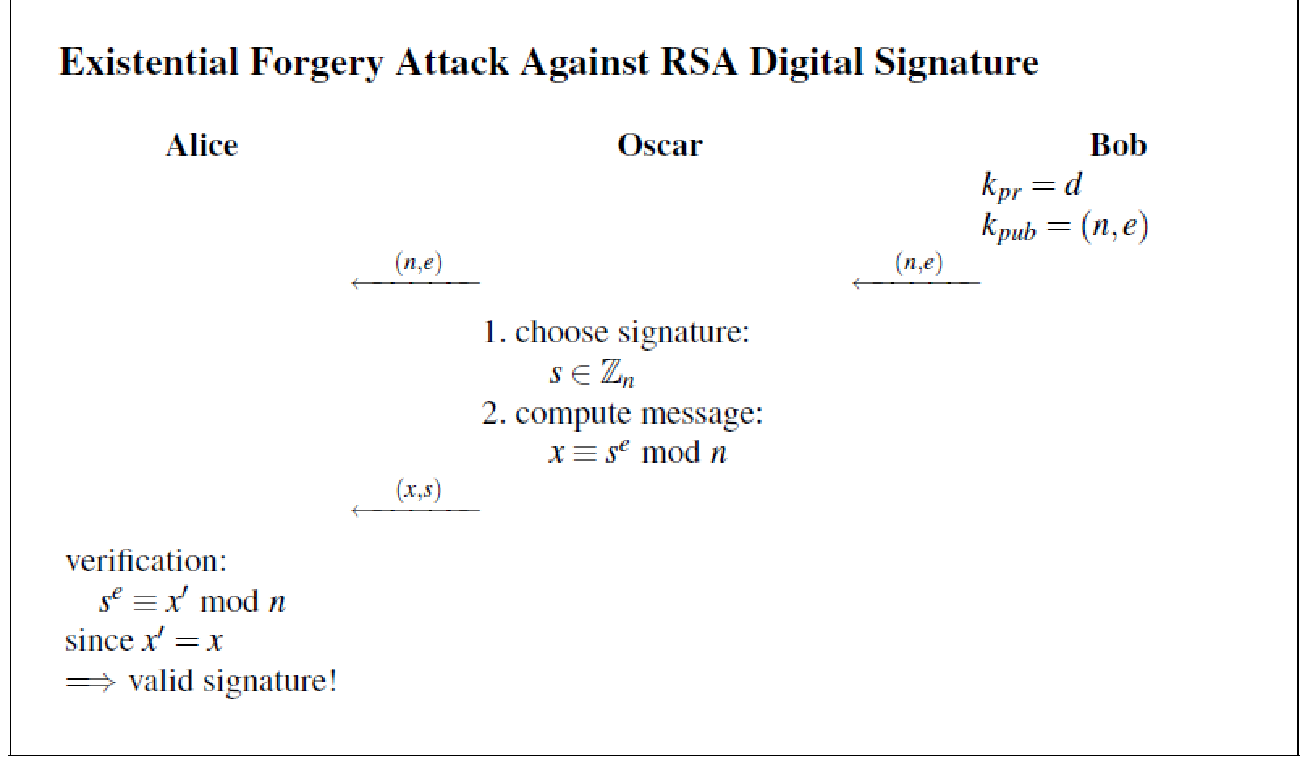 Existential Forgery Attack Against RSA Digital Signature
Alice Oscar Bob
k_pr = d
k_pub = (n,e)
(n,e) (n,e)
1. choose signature:
s ∈ ℤ_n
2. compute message:
x ≡ s^e mod n
(x,s)
verification:
s^e ≡ x′ mod n
since x′ = x
⟹ valid signature!